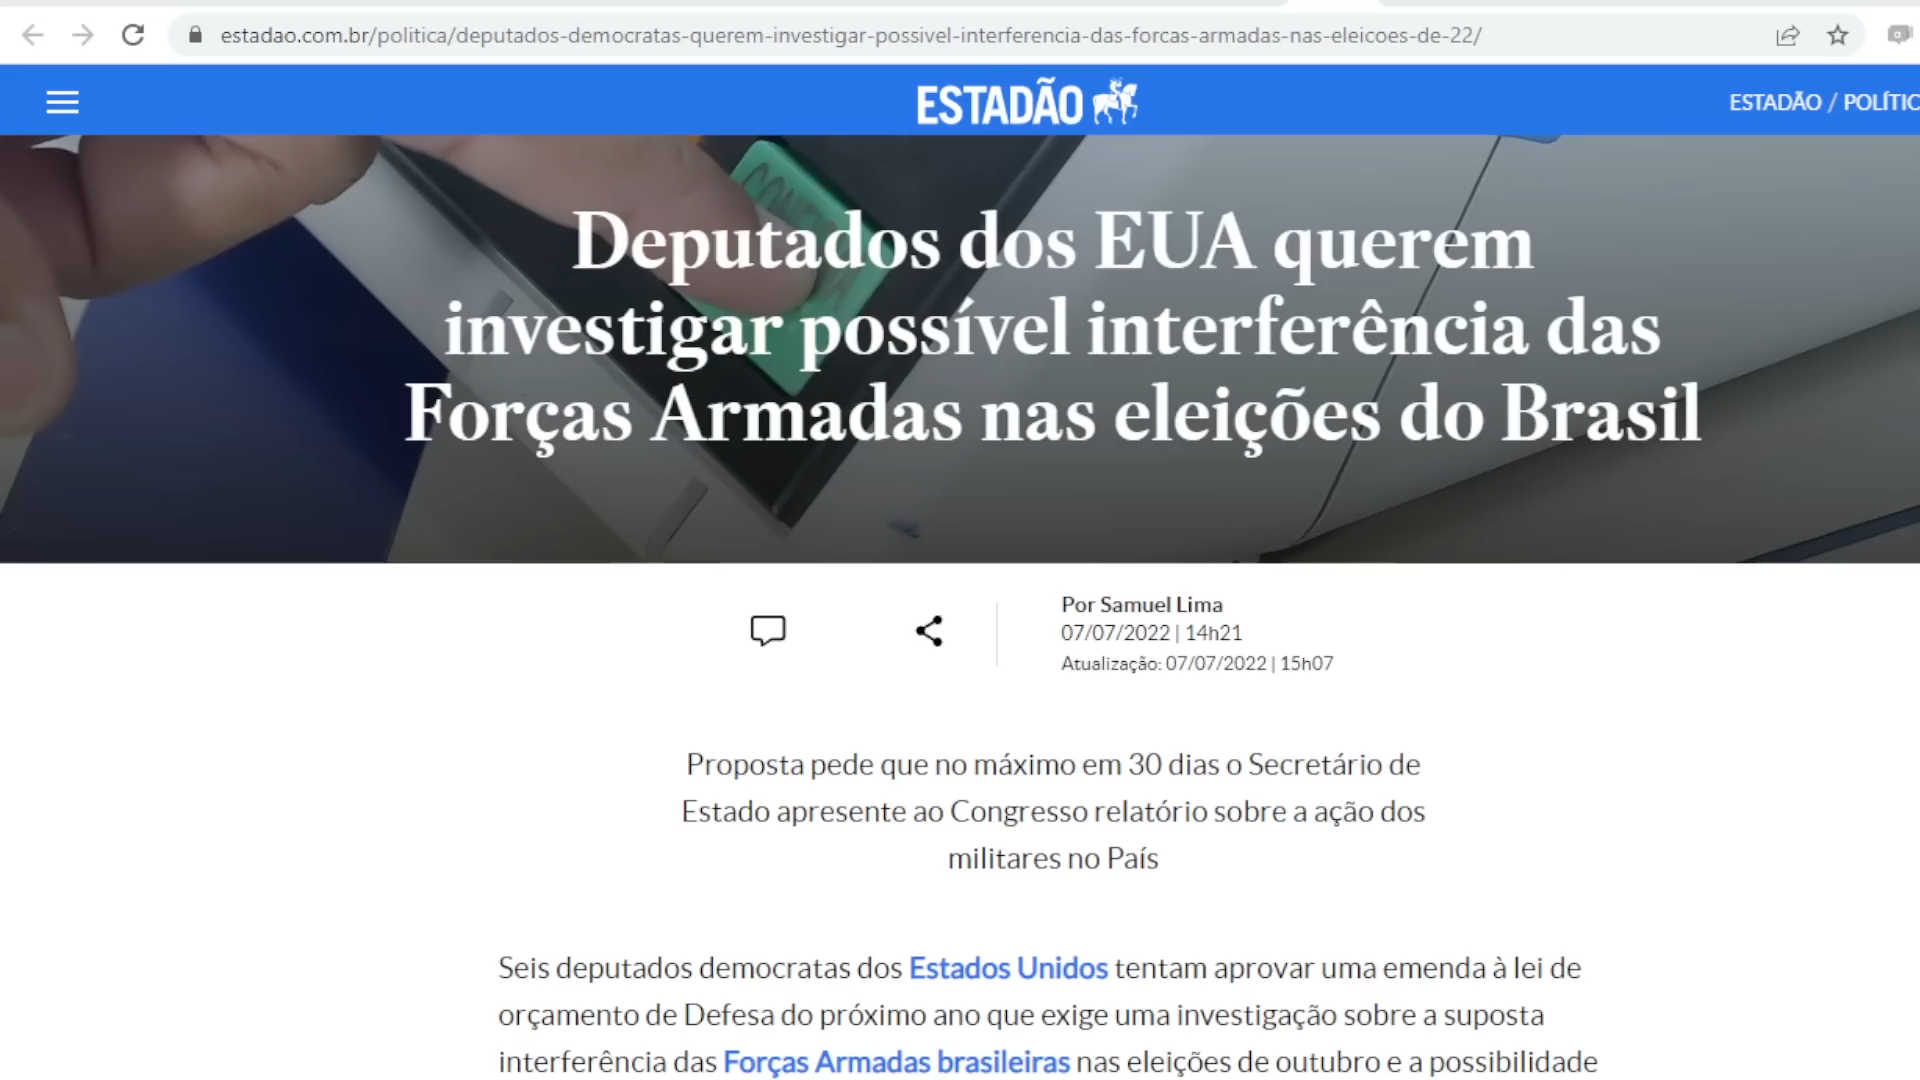 estadao.com.br/politica/deputados-democratas-querem-investigar-possivel-interferencia-das-forcas-armadas-nas-eleicoes-de-22/
ESTADÃO
ESTADÃO / POLÍTIC
Deputados dos EUA querem
investigar possível interferência das
Forças Armadas nas eleições do Brasil
Por Samuel Lima
07/07/2022 | 14h21
Atualização: 07/07/2022 | 15h07
Proposta pede que no máximo em 30 dias o Secretário de
Estado apresente ao Congresso relatório sobre a ação dos
militares no País
Seis deputados democratas dos Estados Unidos tentam aprovar uma emenda à lei de
orçamento de Defesa do próximo ano que exige uma investigação sobre a suposta
interferência das Forças Armadas brasileiras nas eleições de outubro e a possibilidade